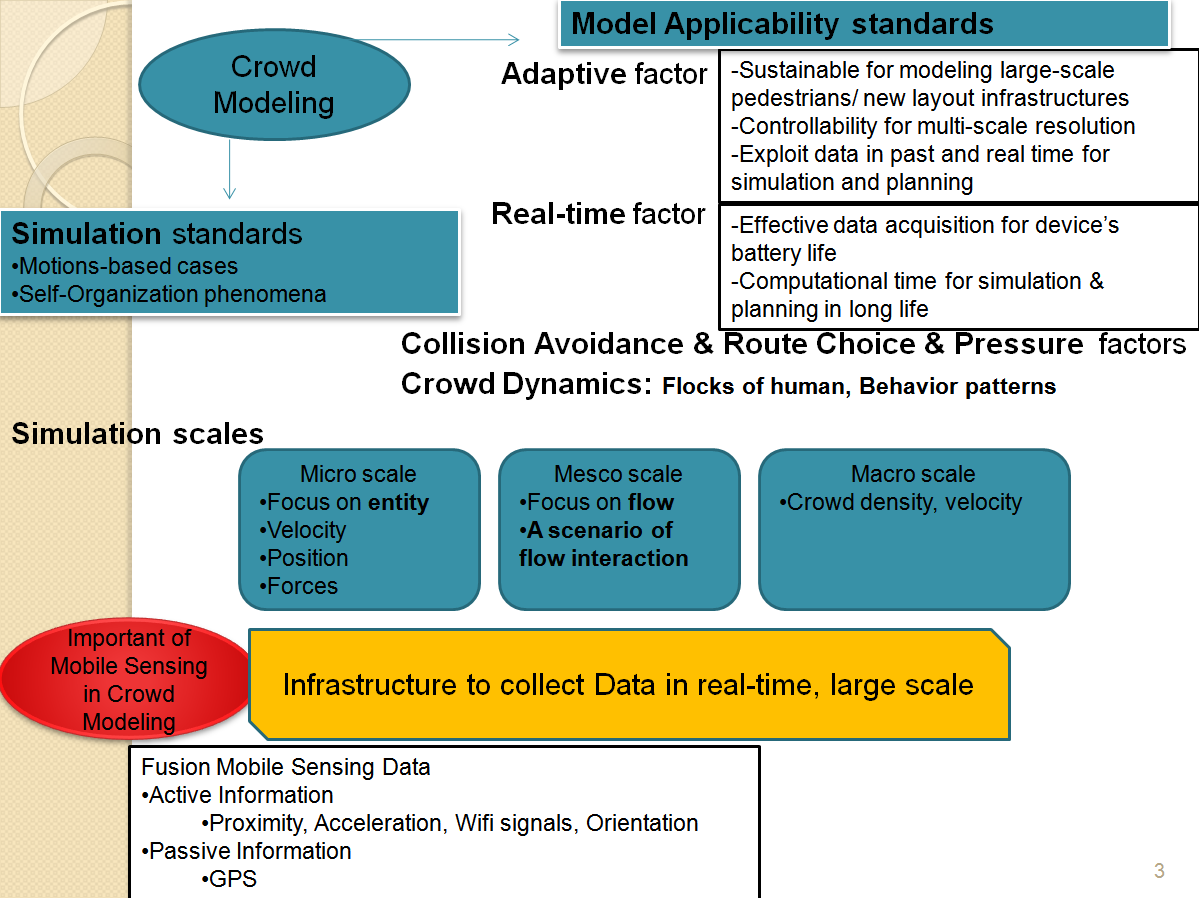 Crowd
Modeling
Model Applicability standards
Adaptive factor
-Sustainable for modeling large-scale
pedestrians/ new layout infrastructures
-Controllability for multi-scale resolution
-Exploit data in past and real time for
simulation and planning
Real-time factor
-Effective data acquisition for device's
battery life
-Computational time for simulation &
planning in long life
Simulation standards
•Motions-based cases
•Self-Organization phenomena
Collision Avoidance & Route Choice & Pressure factors
Crowd Dynamics: Flocks of human, Behavior patterns
Simulation scales
Micro scale
•Focus on entity
•Velocity
•Position
•Forces
Mesco scale
•Focus on flow
•A scenario of
flow interaction
Macro scale
•Crowd density, velocity
Important of
Mobile Sensing
in Crowd
Modeling
Infrastructure to collect Data in real-time, large scale
Fusion Mobile Sensing Data
•Active Information
•Proximity, Acceleration, Wifi signals, Orientation
•Passive Information
•GPS
3